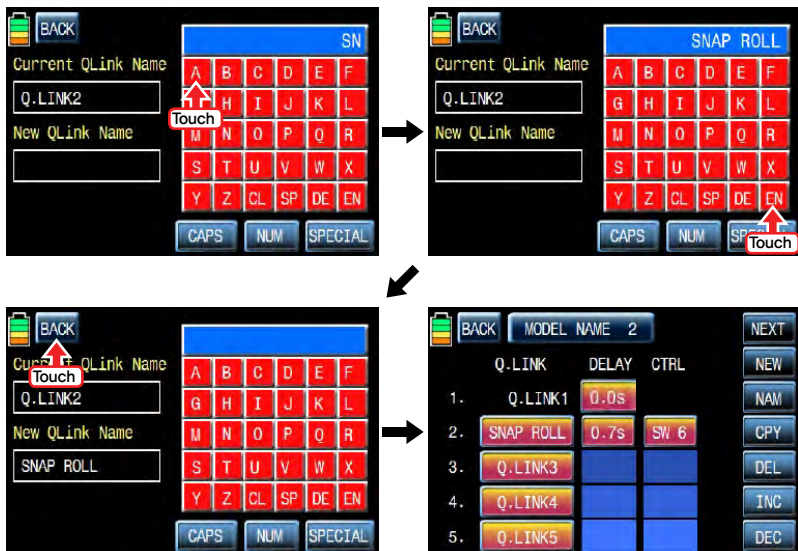 BACK
SN
Current QLink Name
A B C D E F
Q.LINK2
H I J K L
Touch
New QLink Name
M N O P Q R
S T U V W X
Y Z CL SP DE EN
CAPS NUM SPECIAL
BACK
SNAP ROLL
Current QLink Name
A B C D E F
Q.LINK2
G H I J K L
New QLink Name
M N O P Q R
S T U V W X
Y Z CL SP DE EN
CAPS NUM
Touch
BACK
QLink Name
Touch
A B C D E F
Q.LINK2
G H I J K L
New QLink Name
M N O P Q R
SNAP ROLL
S T U V W X
Y Z CL SP DE EN
CAPS NUM SPECIAL
BACK MODEL NAME 2 NEXT
Q.LINK DELAY CTRL NEW
1. Q.LINK1 0.0s NAM
2. SNAP ROLL 0.7s SW 6 CPY
3. Q.LINK3 DEL
4. Q.LINK4 INC
5. Q.LINK5 DEC